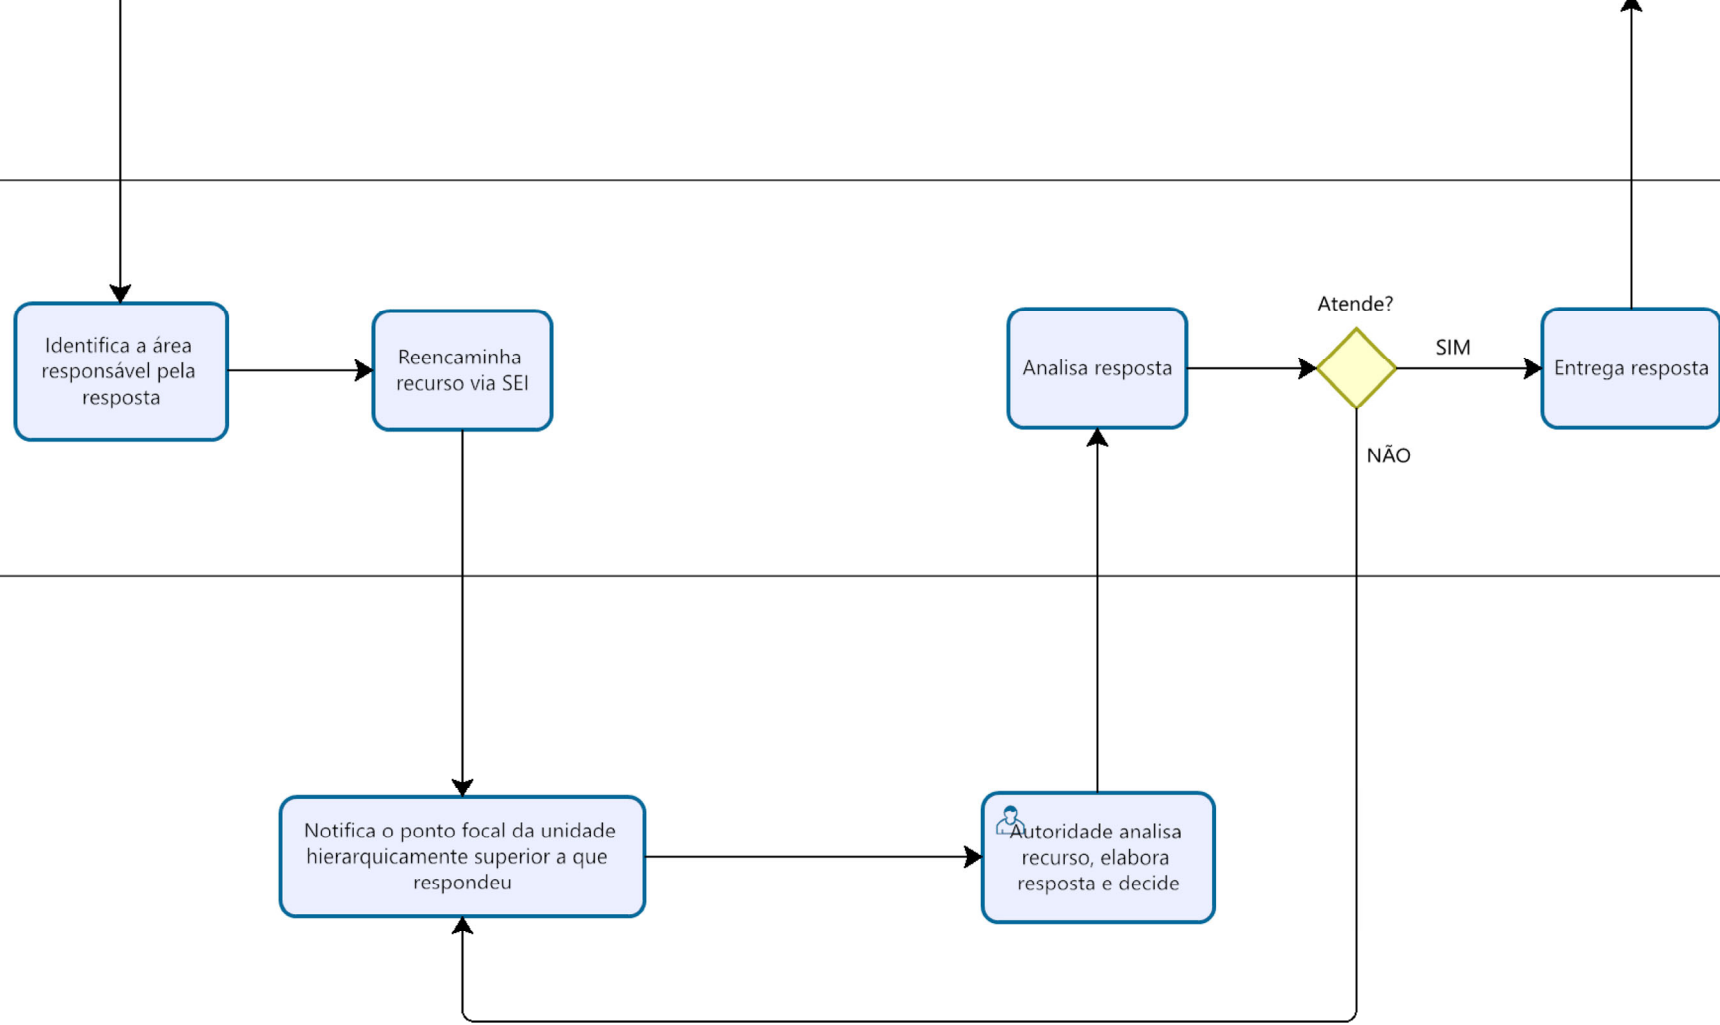 Identifica a área
responsável pela
resposta
Reencaminha
recurso via SEI
Analisa resposta
Atende?
SIM
NÃO
Entrega resposta
Notifica o ponto focal da unidade
hierarquicamente superior a que
respondeu
Autoridade analisa
recurso, elabora
resposta e decide